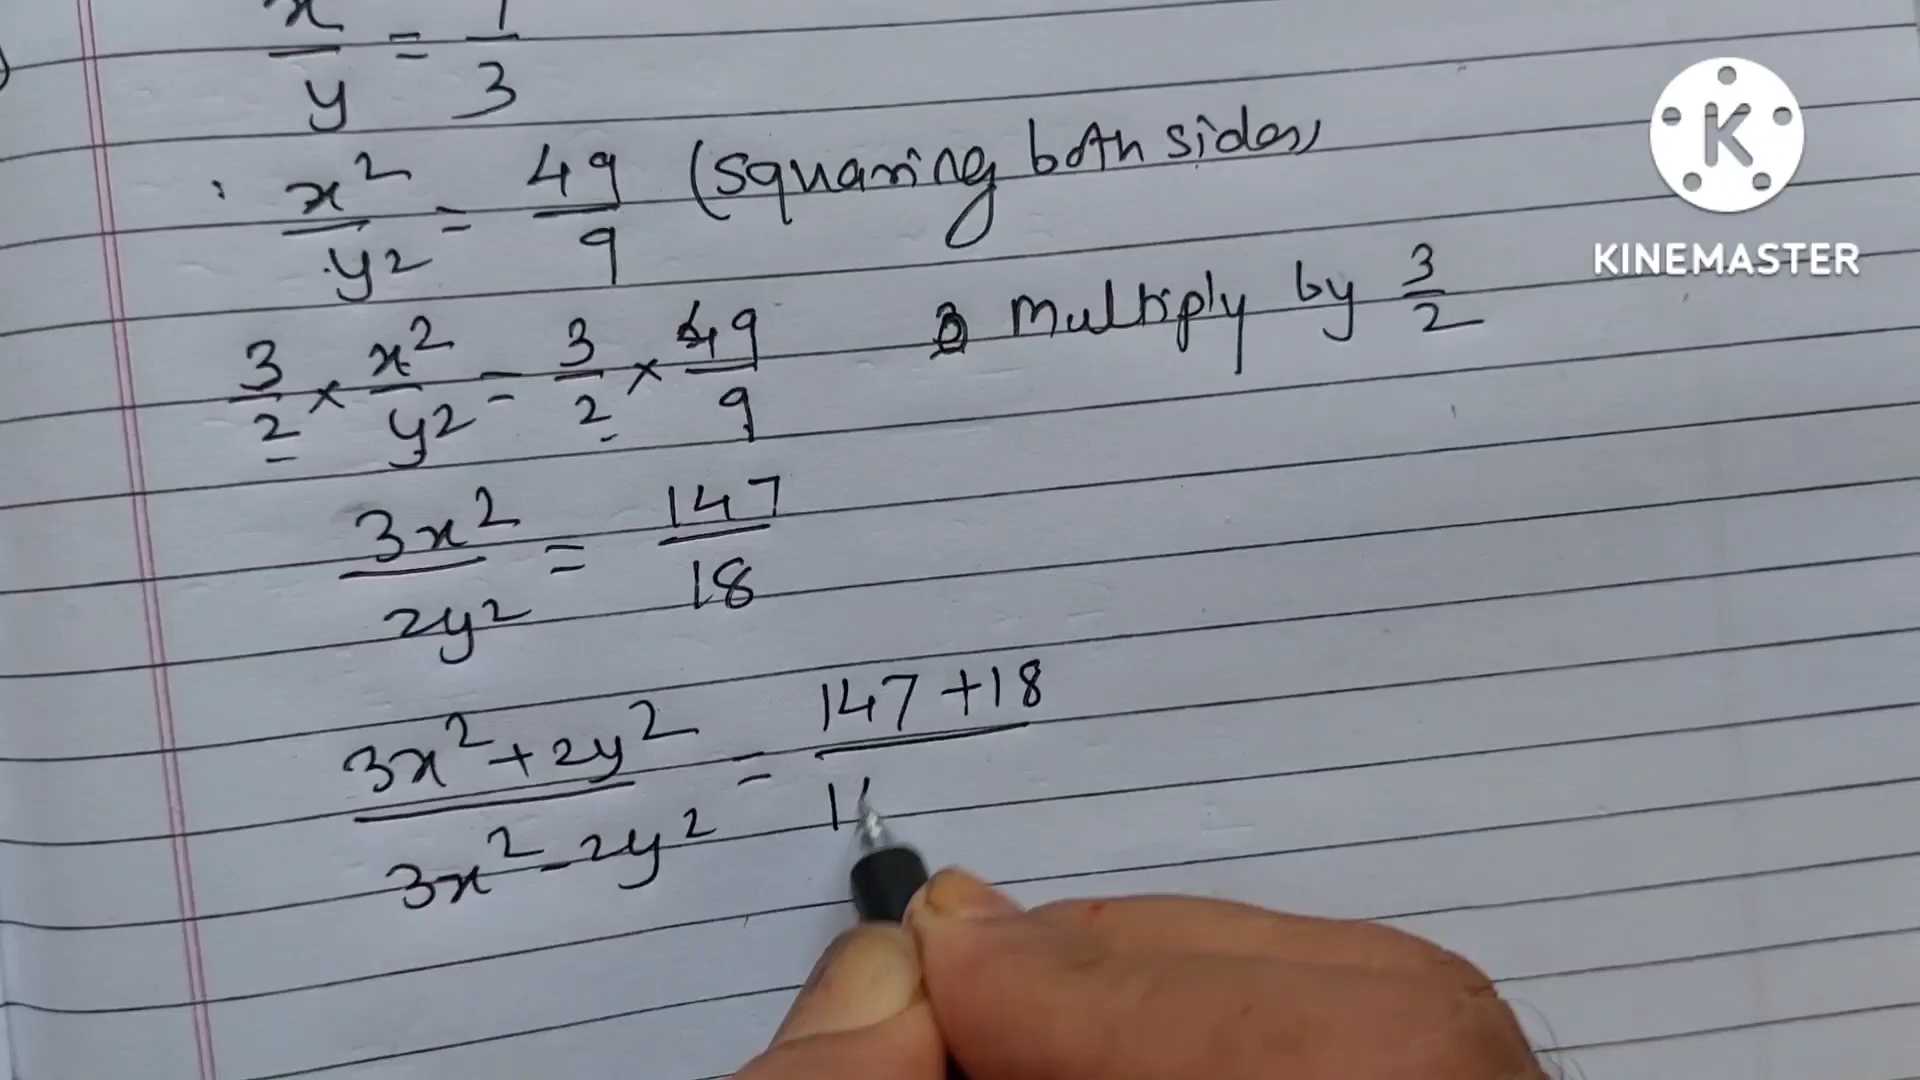 x/y = 7/3
x²/y² = 49/9 (squaring both sides
3/2 × x²/y² = 3/2 × 49/9 Multiply by 3/2
3x²/2y² = 147/18
3x²+2y²/3x²-2y² = 147+18/1
K
KINEMASTER